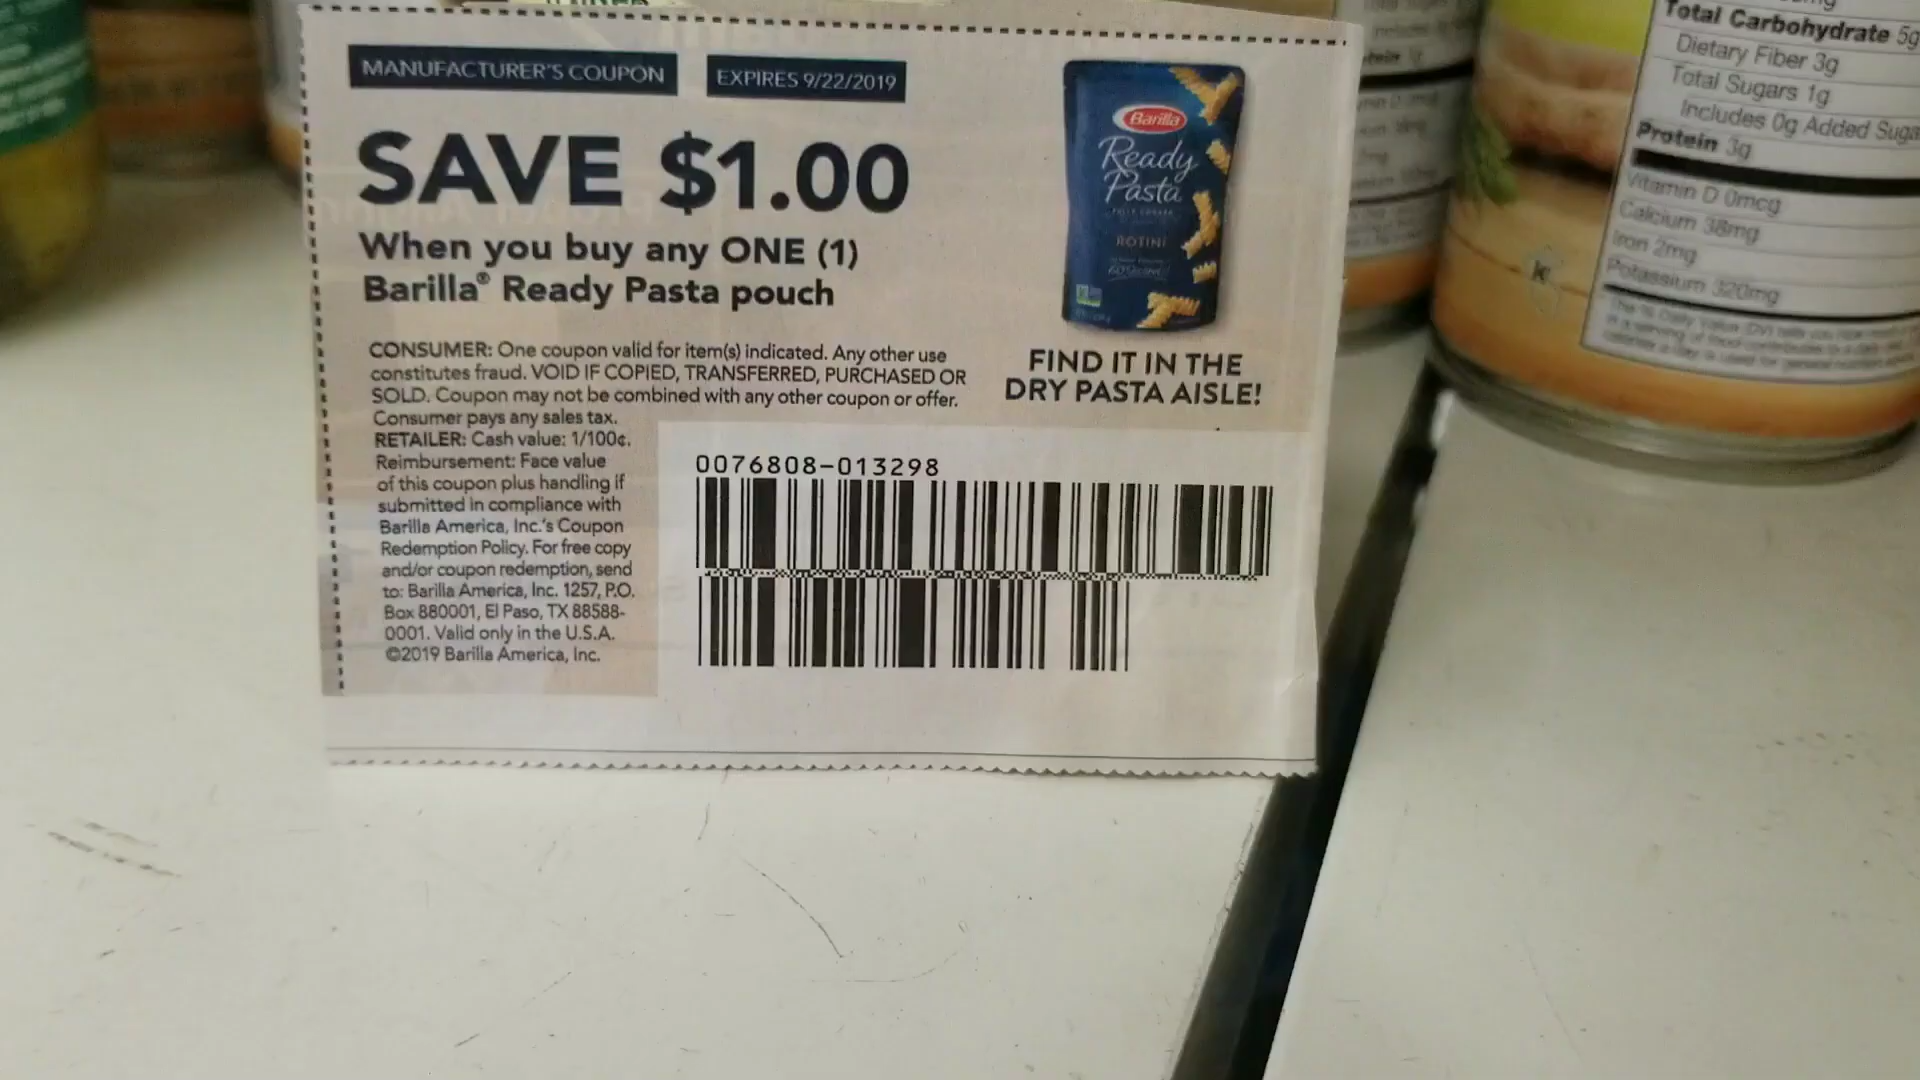 MANUFACTURER'S COUPON
EXPIRES 9/22/2019
SAVE $1.00
When you buy any ONE (1)
Barilla® Ready Pasta pouch
CONSUMER: One coupon valid for item(s) indicated. Any other use
constitutes fraud. VOID IF COPIED, TRANSFERRED, PURCHASED OR
SOLD. Coupon may not be combined with any other coupon or offer.
Consumer pays any sales tax.
RETAILER: Cash value: 1/100¢.
Reimbursement: Face value
of this coupon plus handling if
submitted in compliance with
Barilla America, Inc.'s Coupon
Redemption Policy. For free copy
and/or coupon redemption, send
to: Barilla America, Inc. 1257, P.O.
Box 880001, El Paso, TX 88588-
0001. Valid only in the U.S.A.
©2019 Barilla America, Inc.
Barilla
Ready
Pasta
ROTINI
FIND IT IN THE
DRY PASTA AISLE!
0076808-013298
Total Carbohydrate 5g
Dietary Fiber 3g
Total Sugars 1g
Includes 0g Added
Protein 3g
Vitamin D 0mcg
Calcium 38mg
Iron 2mg
Potassium 320mg